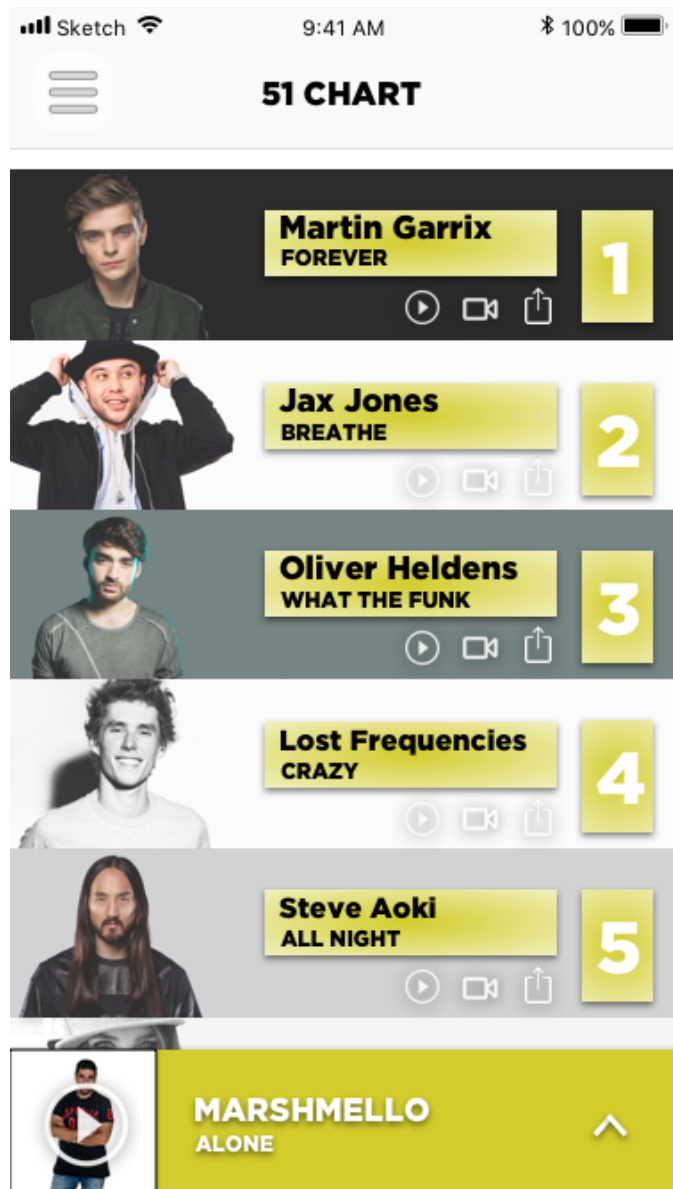 Sketch 9:41 AM 100%
51 CHART
Martin Garrix
FOREVER
1
Jax Jones
BREATHE
2
Oliver Heldens
WHAT THE FUNK
3
Lost Frequencies
CRAZY
4
Steve Aoki
ALL NIGHT
5
MARSHMELLO
ALONE